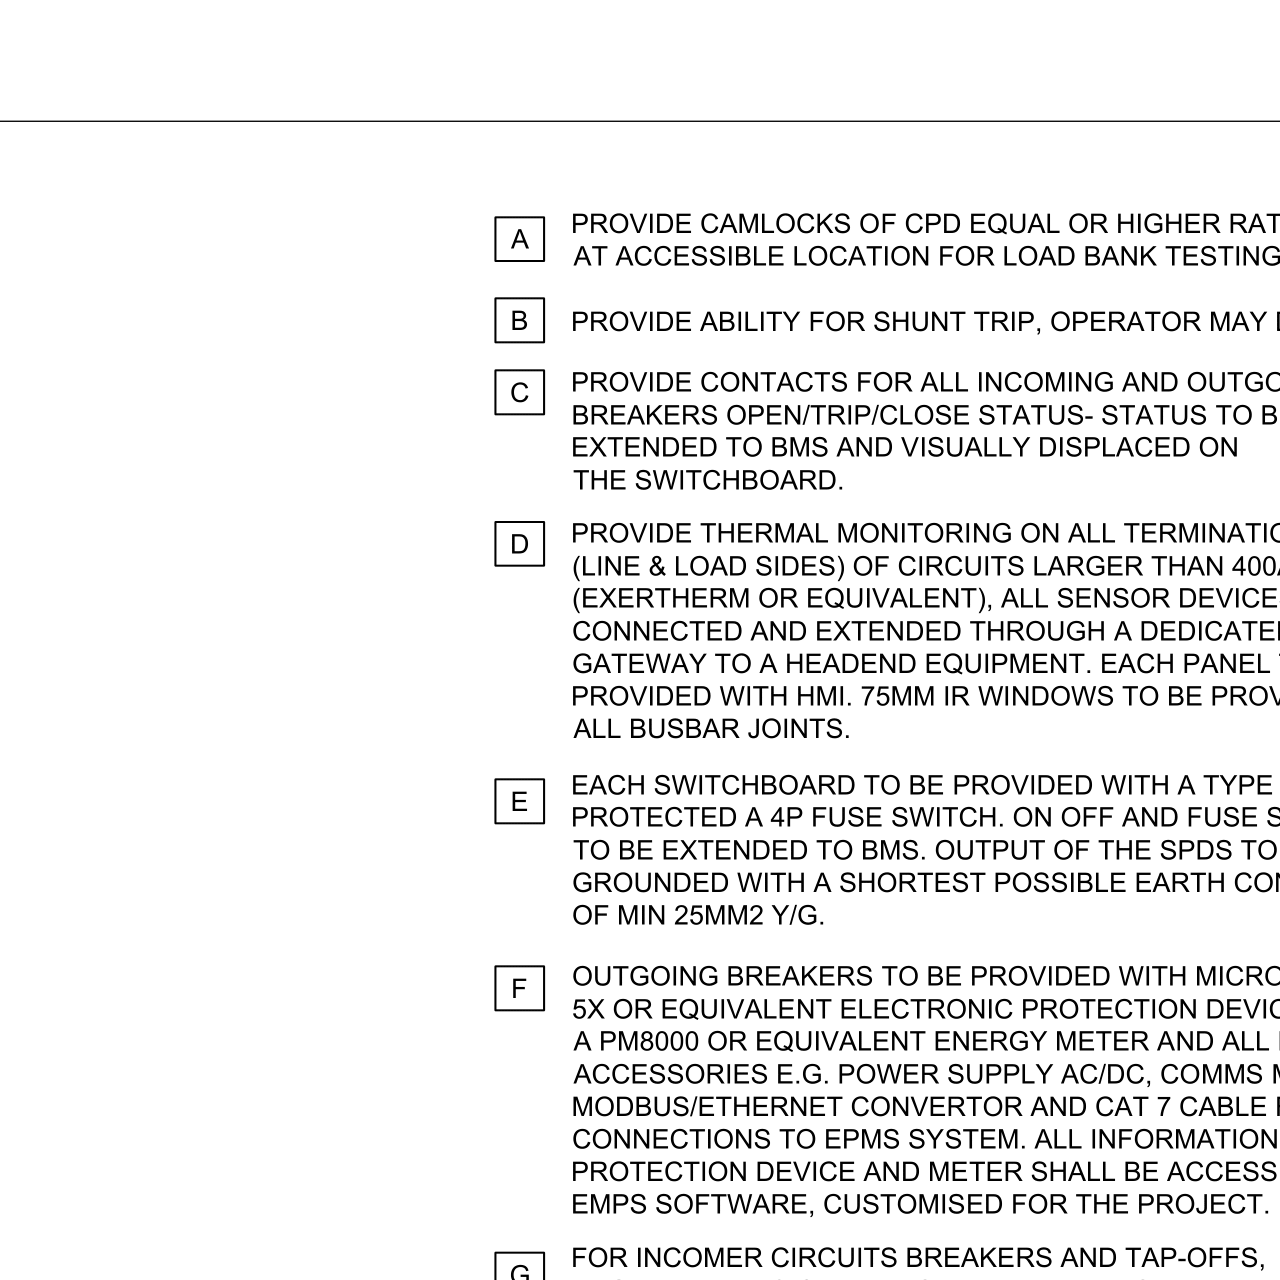 A
PROVIDE CAMLOCKS OF CPD EQUAL OR HIGHER RAT
AT ACCESSIBLE LOCATION FOR LOAD BANK TESTING
B
PROVIDE ABILITY FOR SHUNT TRIP, OPERATOR MAY
C
PROVIDE CONTACTS FOR ALL INCOMING AND OUTGO
BREAKERS OPEN/TRIP/CLOSE STATUS- STATUS TO B
EXTENDED TO BMS AND VISUALLY DISPLACED ON
THE SWITCHBOARD.
D
PROVIDE THERMAL MONITORING ON ALL TERMINATIO
(LINE & LOAD SIDES) OF CIRCUITS LARGER THAN 400A
(EXERTHERM OR EQUIVALENT), ALL SENSOR DEVICES
CONNECTED AND EXTENDED THROUGH A DEDICATED
GATEWAY TO A HEADEND EQUIPMENT. EACH PANEL
PROVIDED WITH HMI. 75MM IR WINDOWS TO BE PROV
ALL BUSBAR JOINTS.
E
EACH SWITCHBOARD TO BE PROVIDED WITH A TYPE
PROTECTED A 4P FUSE SWITCH. ON OFF AND FUSE S
TO BE EXTENDED TO BMS. OUTPUT OF THE SPDS TO
GROUNDED WITH A SHORTEST POSSIBLE EARTH CON
OF MIN 25MM2 Y/G.
F
OUTGOING BREAKERS TO BE PROVIDED WITH MICRO
5X OR EQUIVALENT ELECTRONIC PROTECTION DEVIC
A PM8000 OR EQUIVALENT ENERGY METER AND ALL
ACCESSORIES E.G. POWER SUPPLY AC/DC, COMMS M
MODBUS/ETHERNET CONVERTOR AND CAT 7 CABLE
CONNECTIONS TO EPMS SYSTEM. ALL INFORMATION
PROTECTION DEVICE AND METER SHALL BE ACCESS
EMPS SOFTWARE, CUSTOMISED FOR THE PROJECT.
G
FOR INCOMER CIRCUITS BREAKERS AND TAP-OFFS,